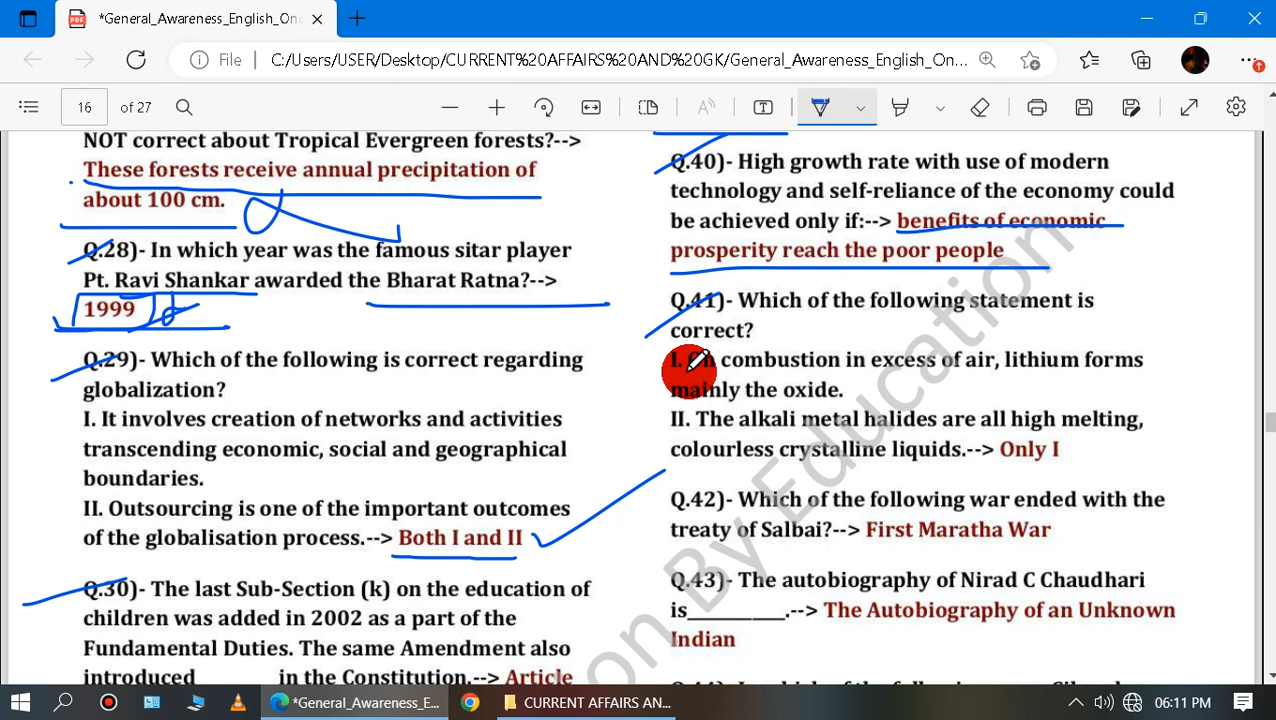 *General_Awareness_English_On
File
C:/Users/USER/Desktop/CURRENT%20AFFAIRS%20AND%20GK/General_Awareness_English_On...
16
of 27
NOT correct about Tropical Evergreen forests?-->
These forests receive annual precipitation of
about 100 cm.
Q.28)- In which year was the famous sitar player
Pt. Ravi Shankar awarded the Bharat Ratna?-->
1999
Q.29)- Which of the following is correct regarding
globalization?
I. It involves creation of networks and activities
transcending economic, social and geographical
boundaries.
II. Outsourcing is one of the important outcomes
of the globalisation process.--> Both I and II
Q.30)- The last Sub-Section (k) on the education of
children was added in 2002 as a part of the
Fundamental Duties. The same Amendment also
introduced ______ in the Constitution.--> Article
Q.40)- High growth rate with use of modern
technology and self-reliance of the economy could
be achieved only if:--> benefits of economic
prosperity reach the poor people
Q.41)- Which of the following statement is
correct?
I. On combustion in excess of air, lithium forms
mainly the oxide.
II. The alkali metal halides are all high melting,
colourless crystalline liquids.--> Only I
Q.42)- Which of the following war ended with the
treaty of Salbai?--> First Maratha War
Q.43)- The autobiography of Nirad C Chaudhari
is__________.--> The Autobiography of an Unknown
Indian
on By Education
*General_Awareness_E...
CURRENT AFFAIRS AN...
06:11 PM